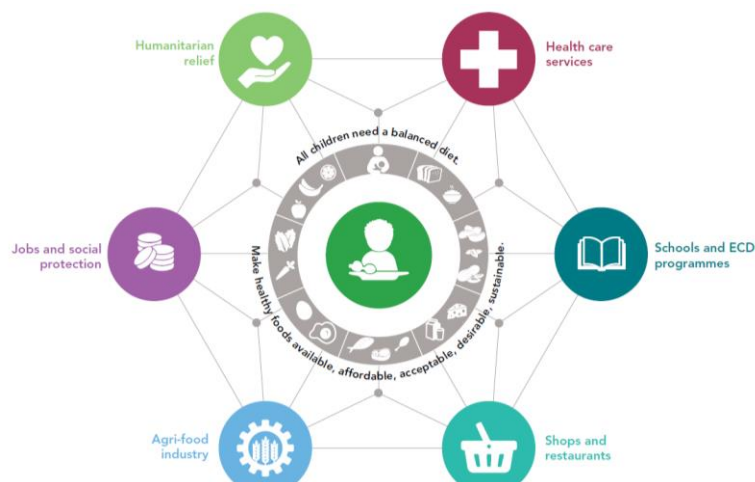 Humanitarian
relief
Health care
services
All children need a balanced diet.
Jobs and social
protection
Schools and ECD
programmes
Make healthy foods available, affordable, acceptable, desirable, sustainable.
Agri-food
industry
Shops and
restaurants